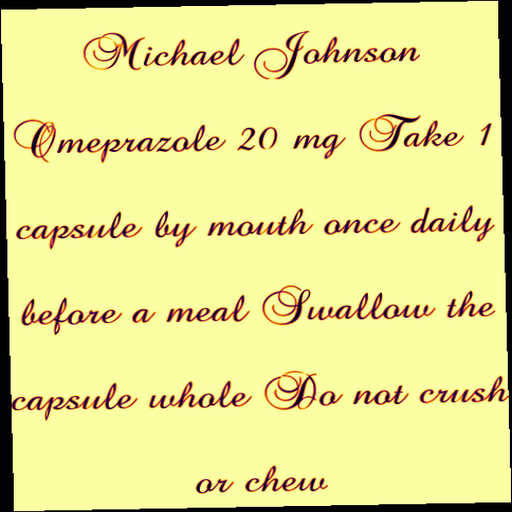 Michael Johnson
Omeprazole 20 mg Take 1
capsule by mouth once daily
before a meal Swallow the
capsule whole Do not crush
or chew